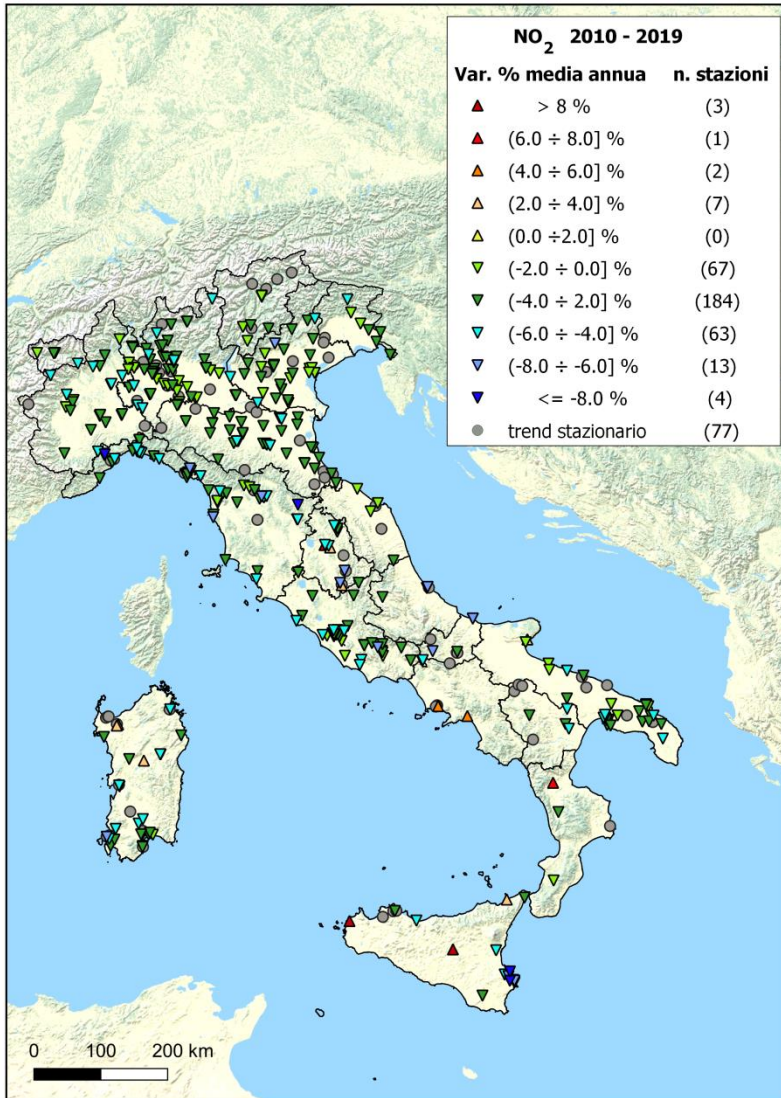 NO₂ 2010 - 2019
Var. % media annua n. stazioni
> 8 % (3)
(6.0 ÷ 8.0] % (1)
(4.0 ÷ 6.0] % (2)
(2.0 ÷ 4.0] % (7)
(0.0 ÷2.0] % (0)
(-2.0 ÷ 0.0] % (67)
(-4.0 ÷ 2.0] % (184)
(-6.0 ÷ -4.0] % (63)
(-8.0 ÷ -6.0] % (13)
<= -8.0 % (4)
trend stazionario (77)
0 100 200 km